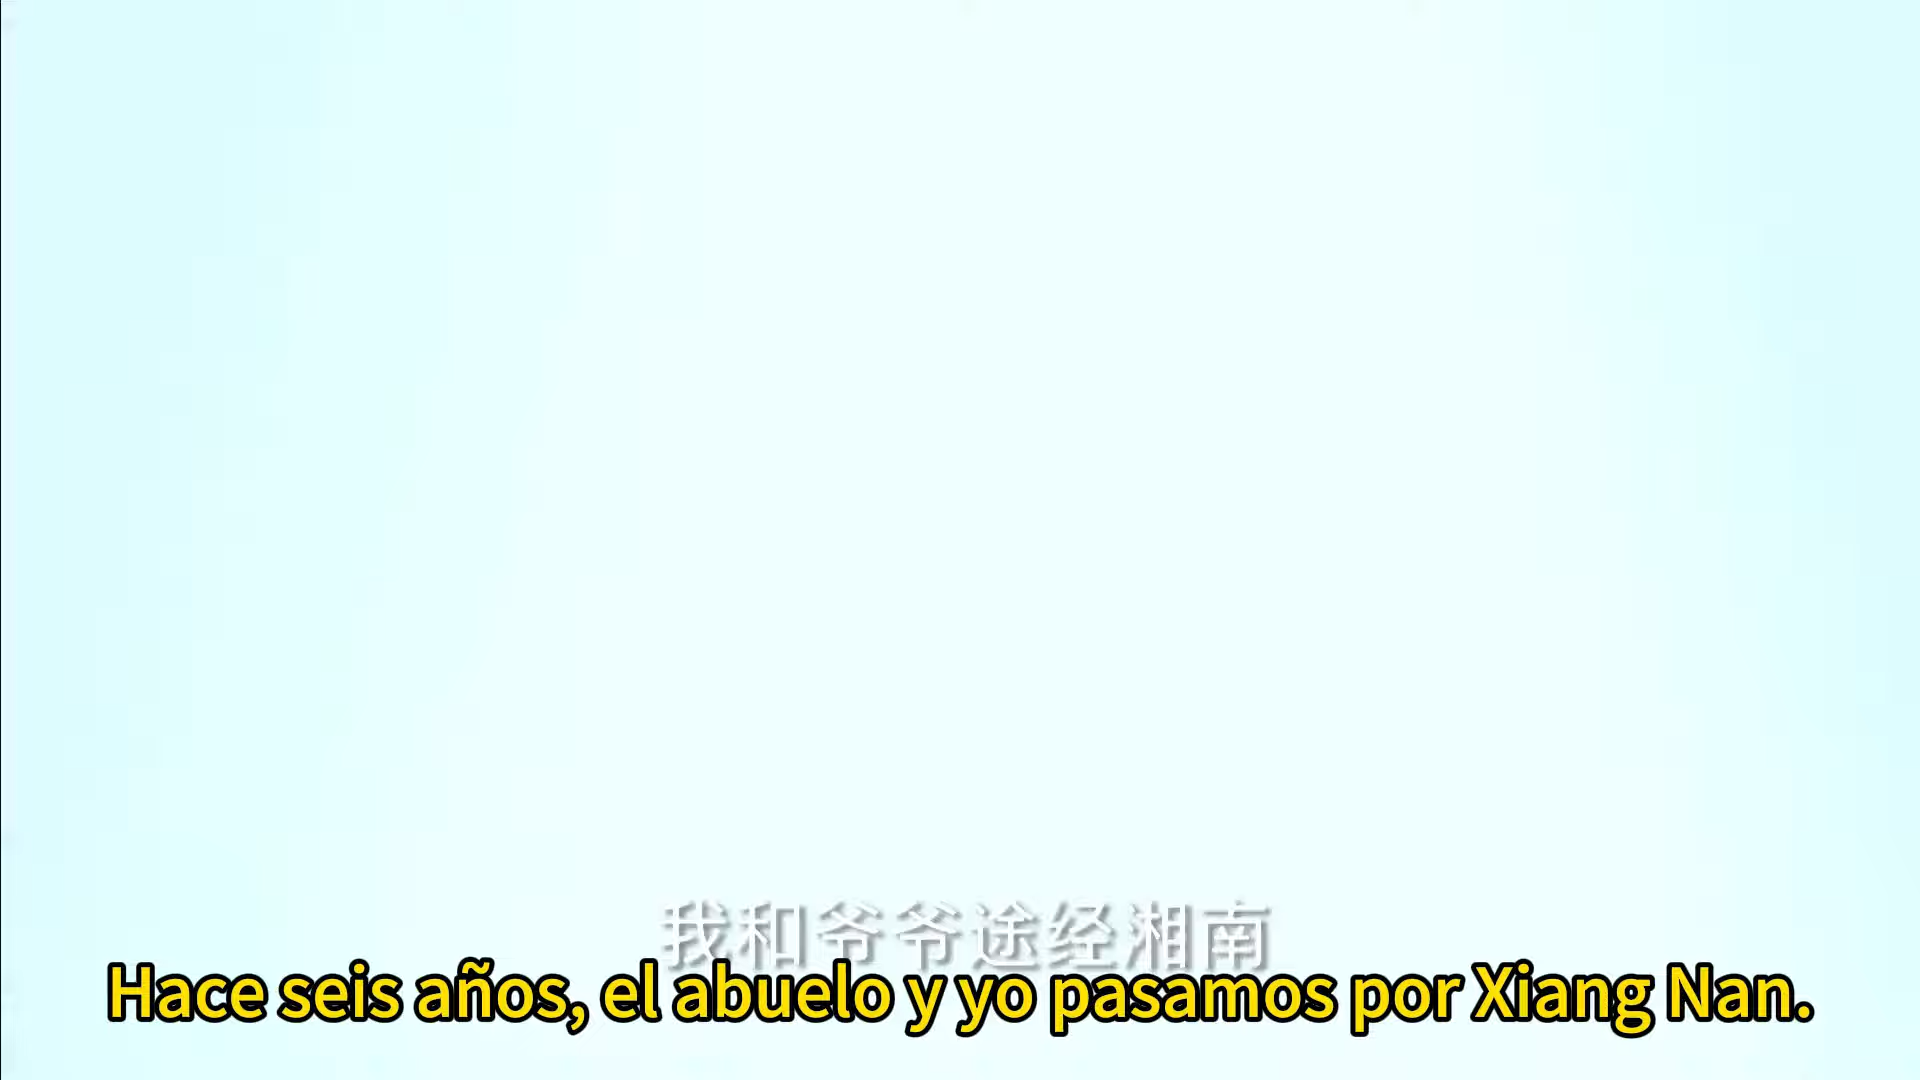 我和爷爷途经湘南
Hace seis años, el abuelo y yo pasamos por Xiang Nan.